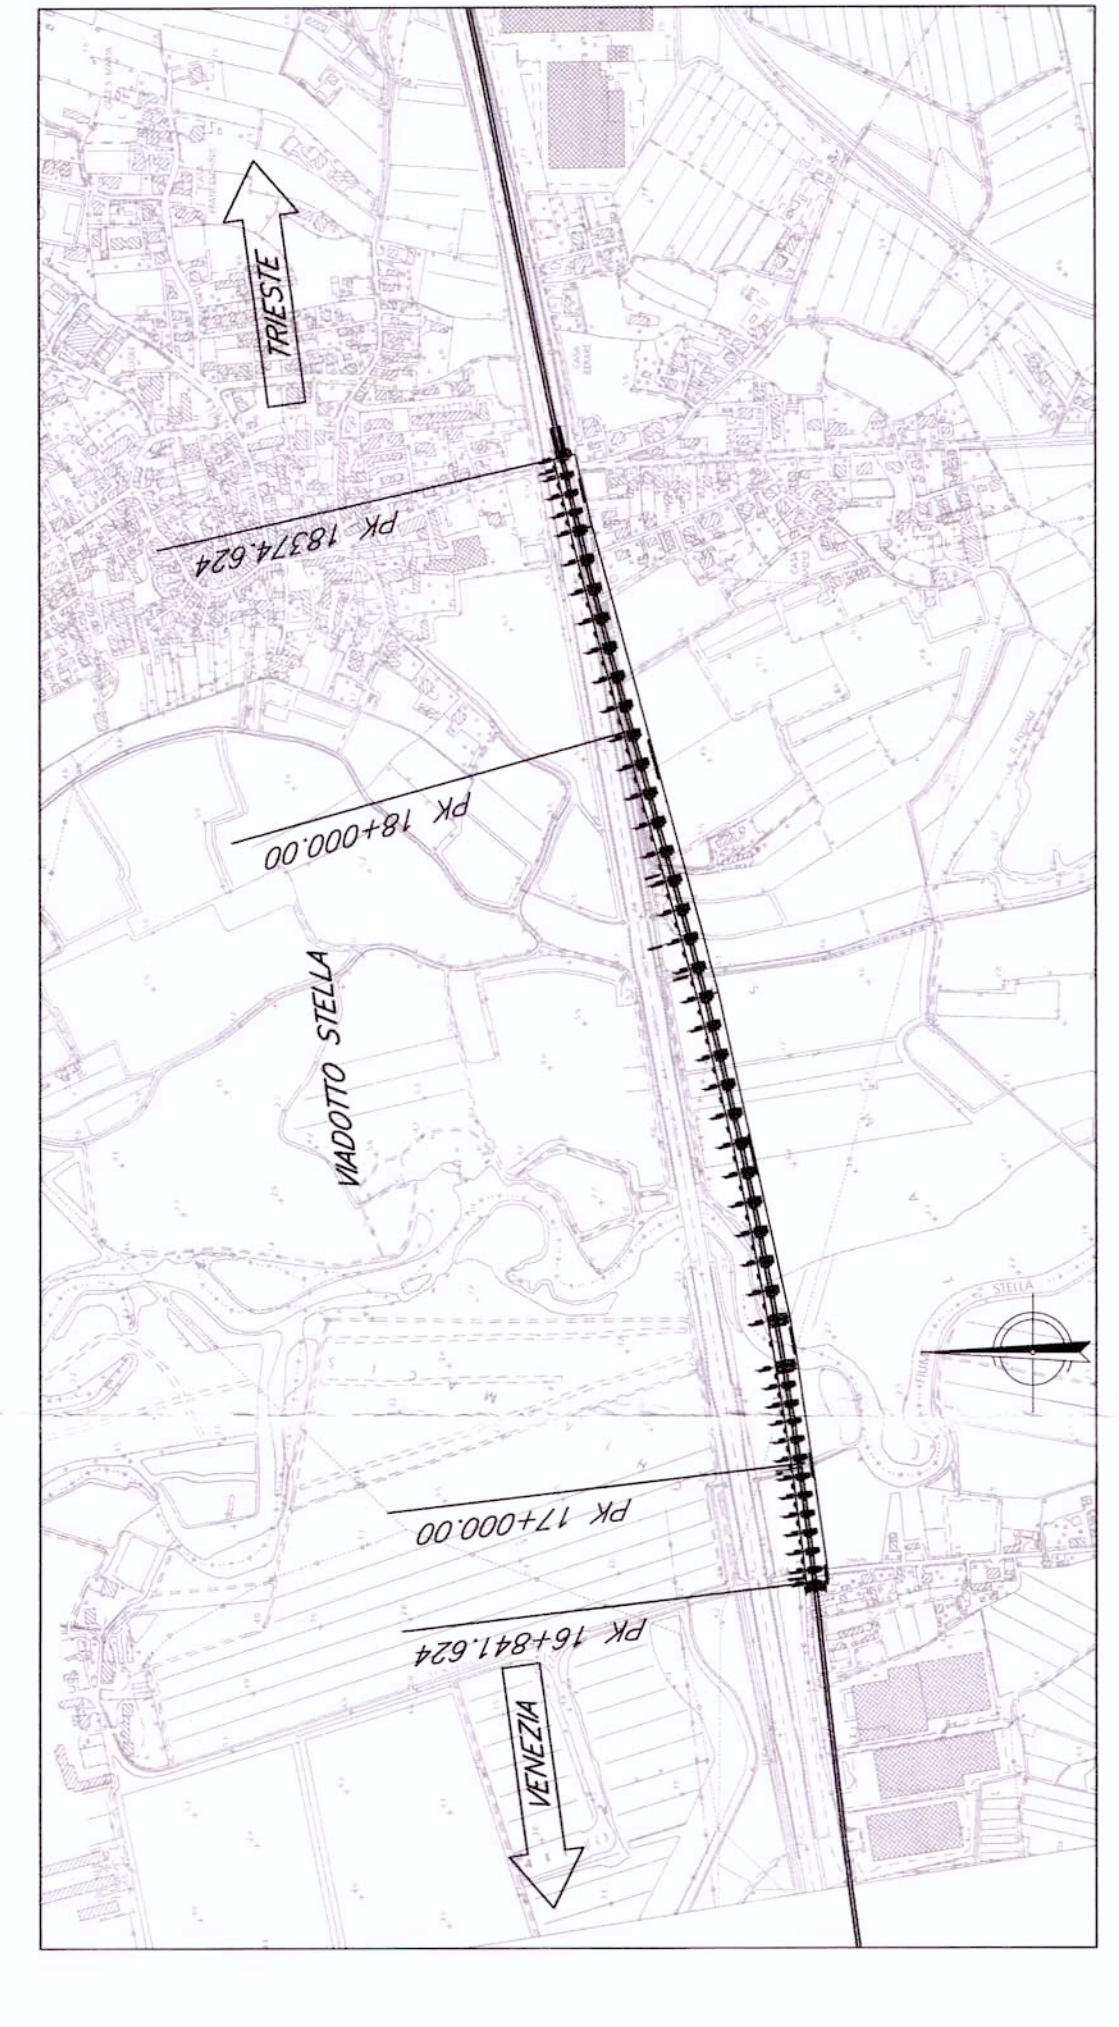 TRIESTE
PK 18374.624
PK 18+000.00
VIADOTTO STELLA
STELLA
FIUME
PK 17+000.00
PK 16+841.624
VENEZIA